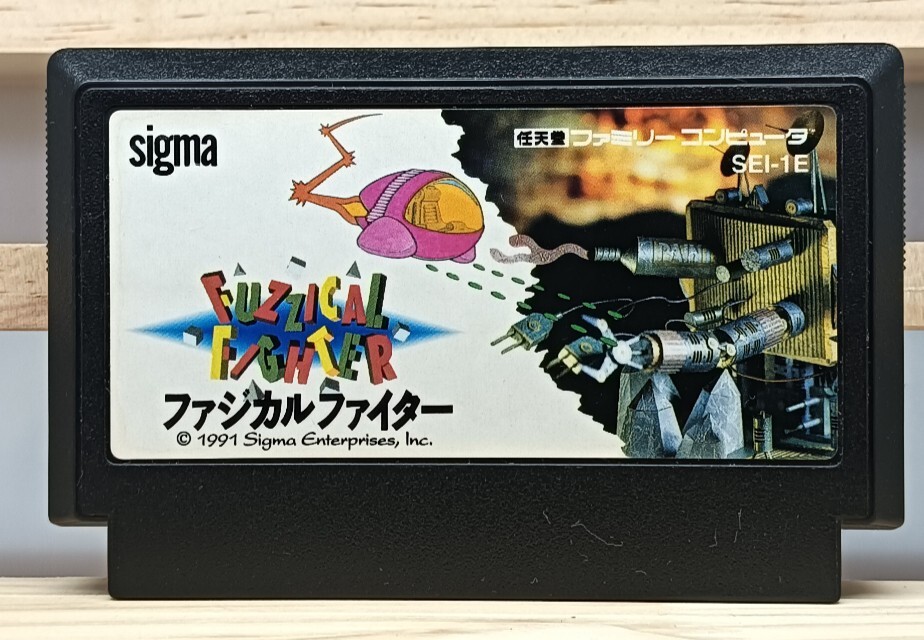 sigma
任天堂 ファミリーコンピュータ
SEI-1E
FUZZICAL
FIGHTER
ファジカルファイター
© 1991 Sigma Enterprises, Inc.